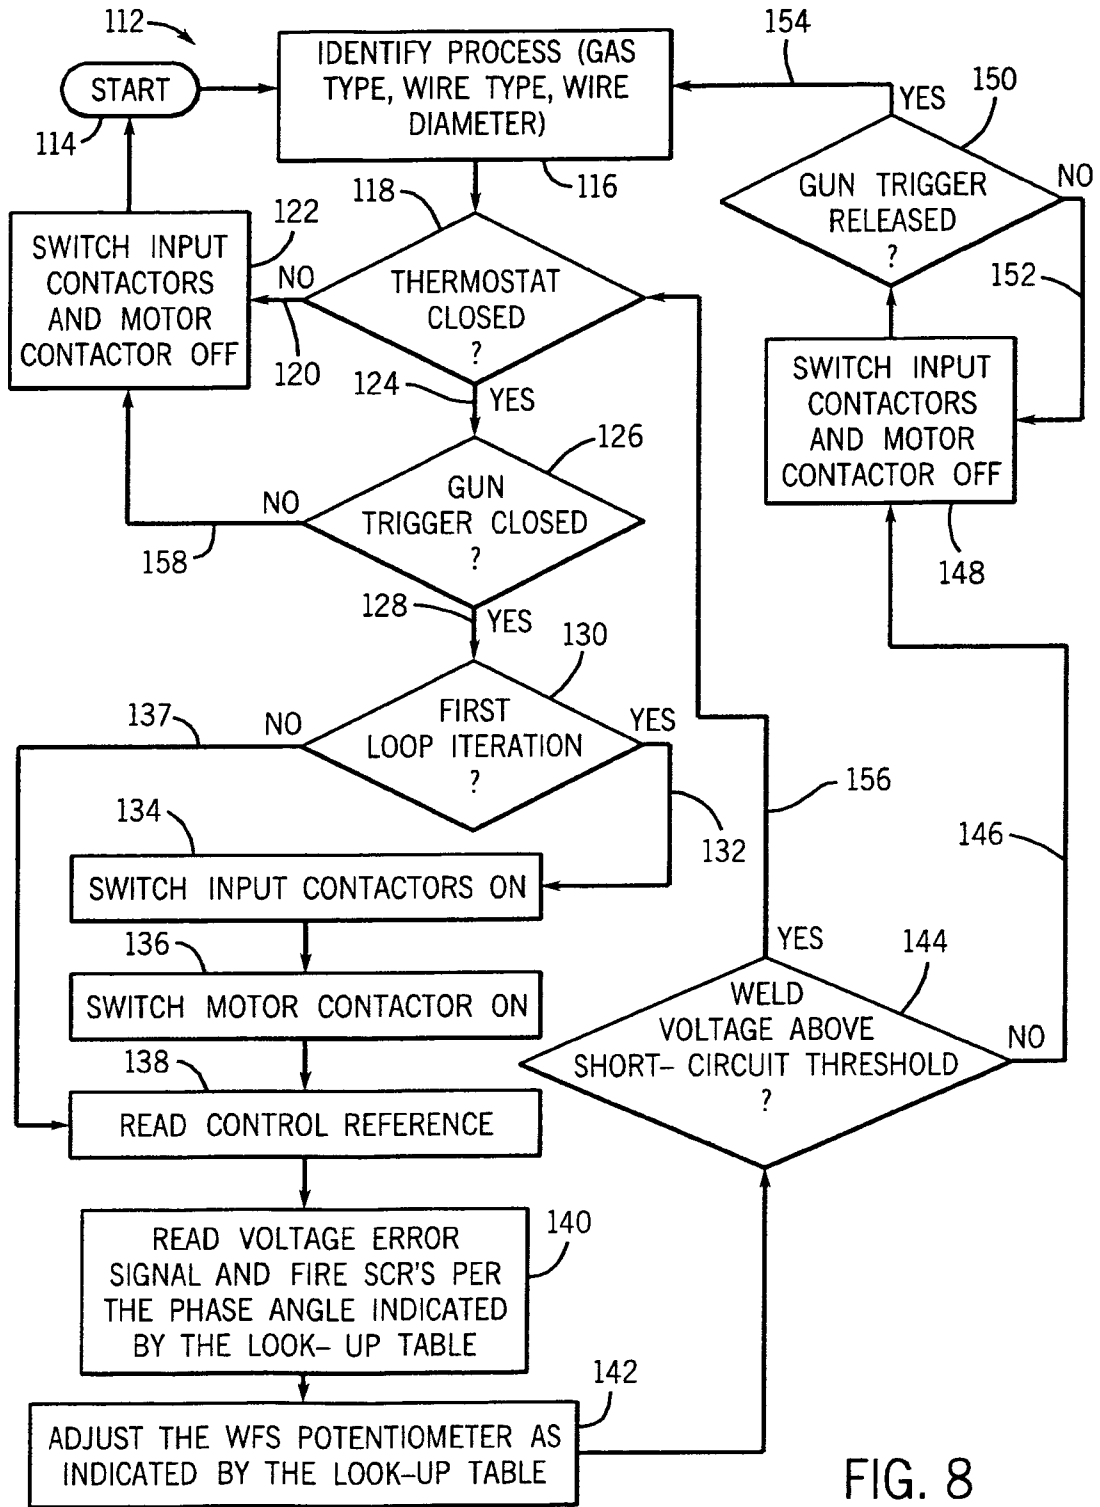 112
START
114
IDENTIFY PROCESS (GAS
TYPE, WIRE TYPE, WIRE
DIAMETER)
116
154
YES
150
GUN TRIGGER
RELEASED
?
NO
152
118
THERMOSTAT
CLOSED
?
NO
120
122
SWITCH INPUT
CONTACTORS
AND MOTOR
CONTACTOR OFF
124
YES
SWITCH INPUT
CONTACTORS
AND MOTOR
CONTACTOR OFF
148
126
GUN
TRIGGER CLOSED
?
NO
158
128
YES
130
FIRST
LOOP ITERATION
?
NO
137
YES
132
134
SWITCH INPUT CONTACTORS ON
136
SWITCH MOTOR CONTACTOR ON
138
READ CONTROL REFERENCE
140
READ VOLTAGE ERROR
SIGNAL AND FIRE SCR'S PER
THE PHASE ANGLE INDICATED
BY THE LOOK- UP TABLE
142
ADJUST THE WFS POTENTIOMETER AS
INDICATED BY THE LOOK-UP TABLE
156
146
YES
144
WELD
VOLTAGE ABOVE
SHORT- CIRCUIT THRESHOLD
?
NO
FIG. 8